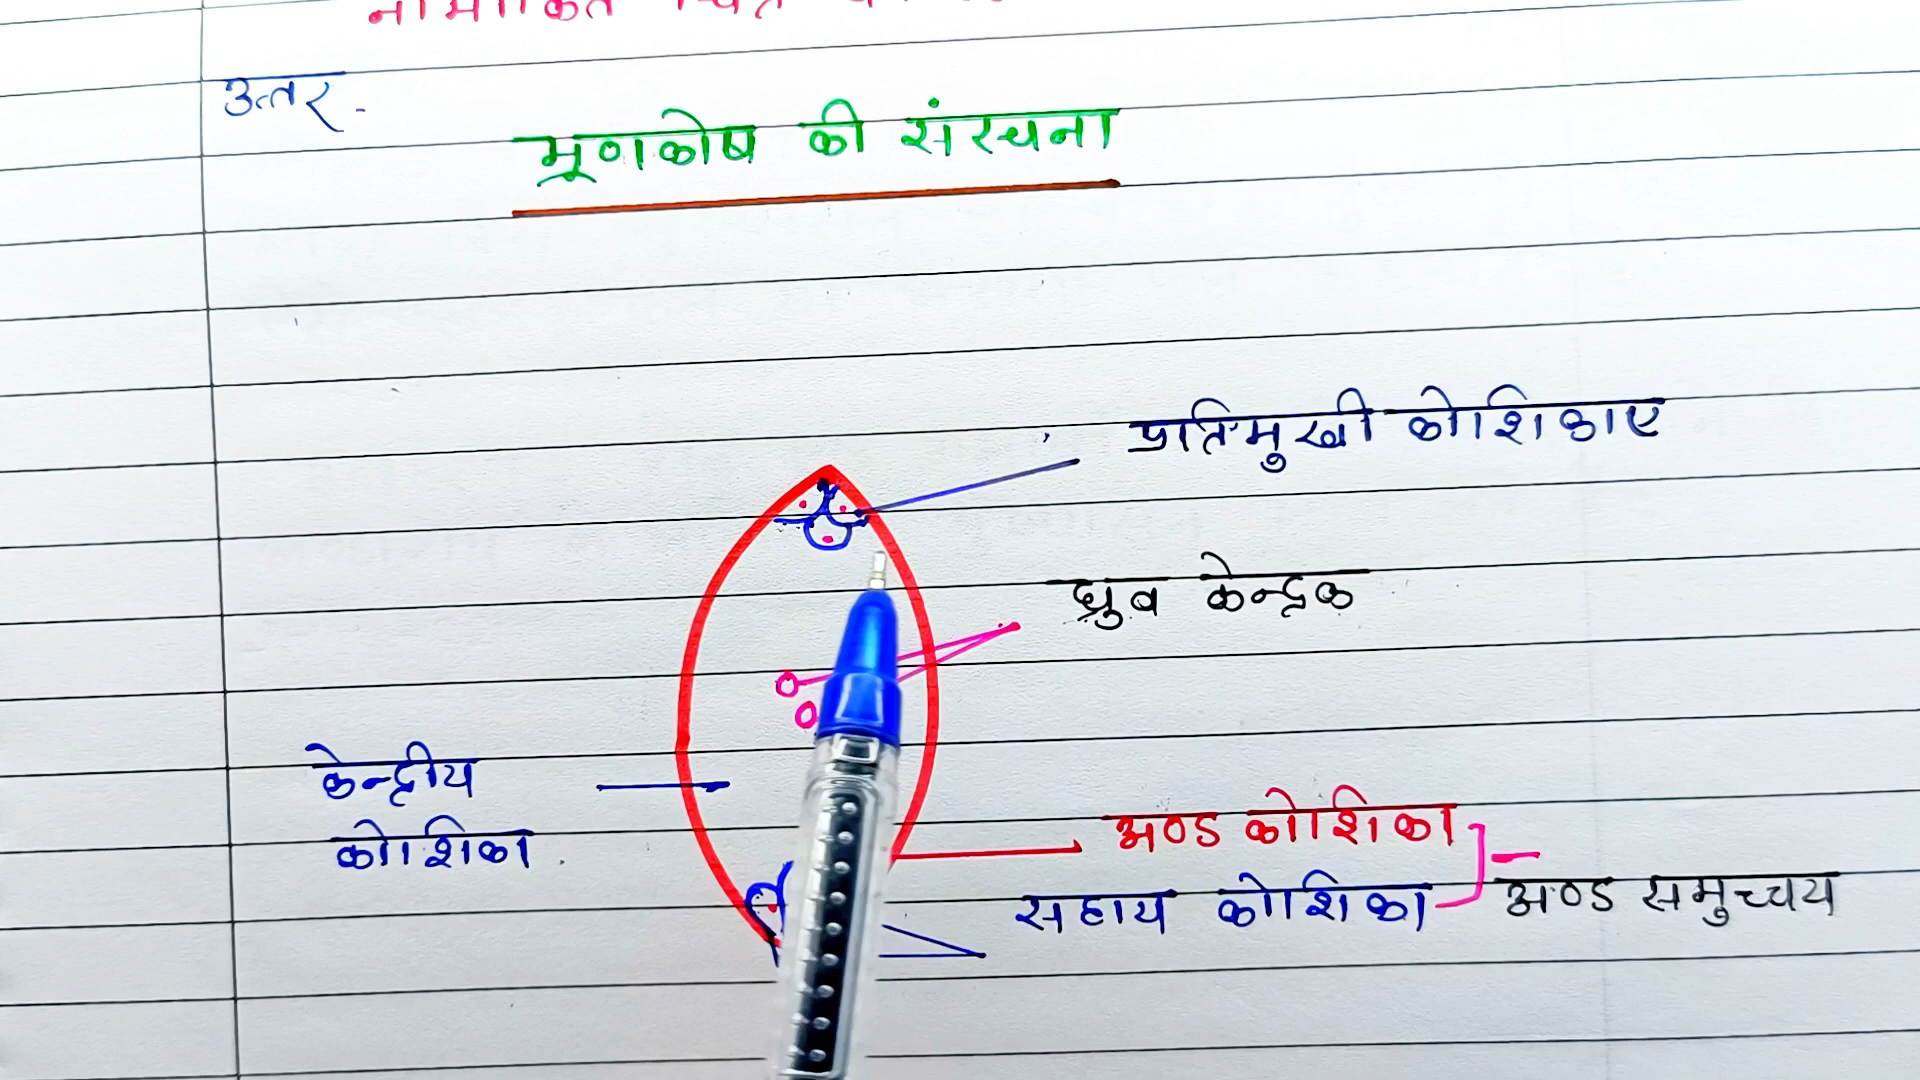 नामांकित चित्र
उत्तर -
भ्रूणकोष की संरचना
प्रतिमुखी कोशिकाए
ध्रुव केन्द्रक
केन्द्रीय
कोशिका
अण्ड कोशिका
सहाय कोशिका
अण्ड समुच्चय